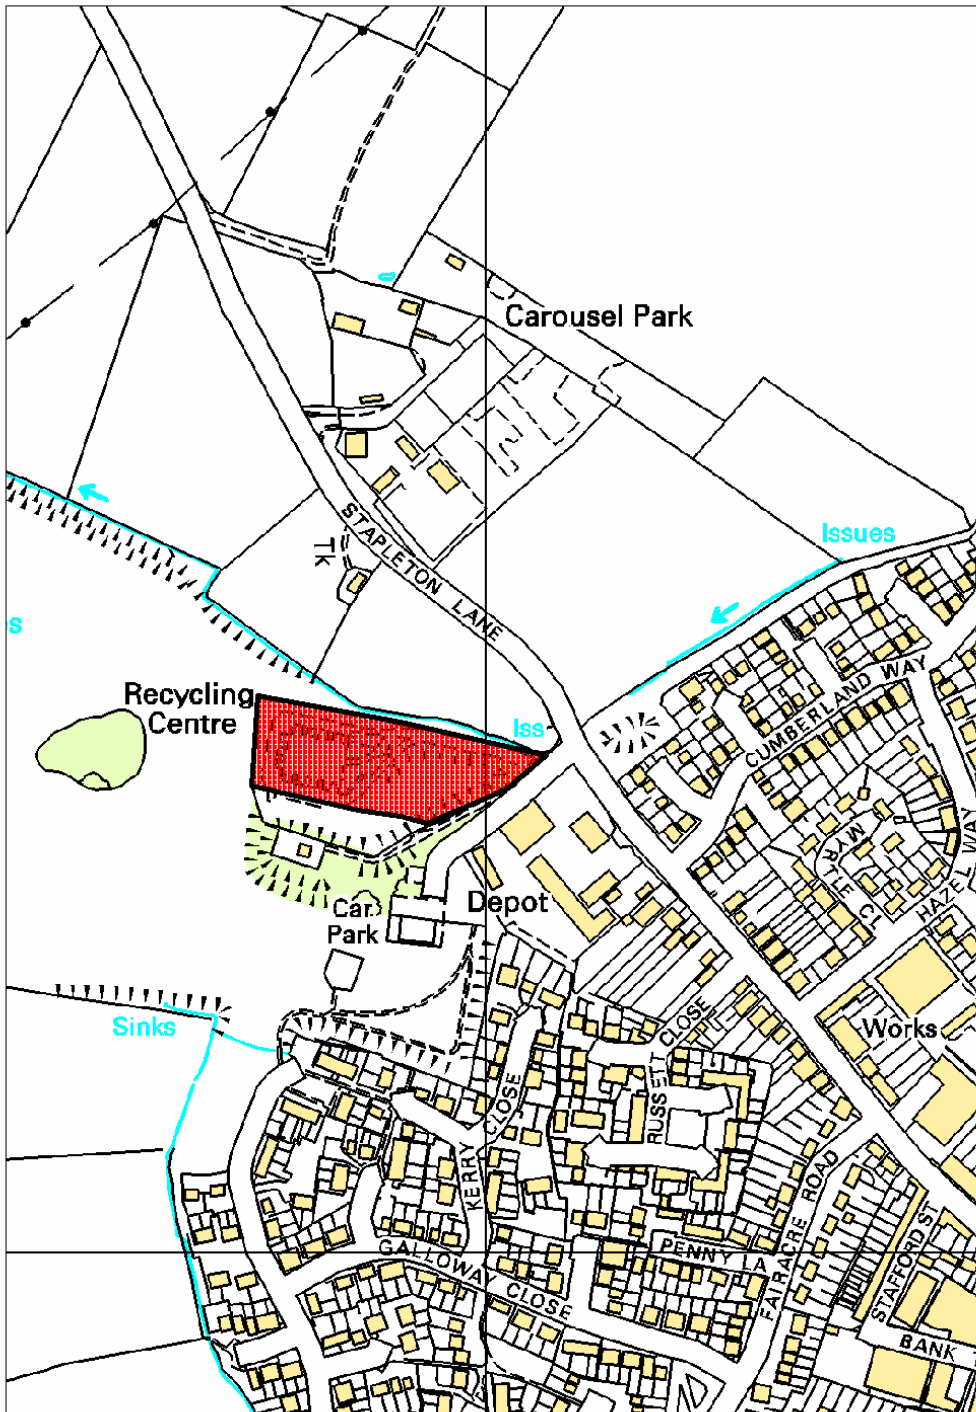 Carousel Park
Issues
STAPLETON LANE
Tk
s
CUMBERLAND WAY
Recycling
Centre
Iss
MYRTLE CL
HAZEL WAY
Depot
Car
Park
Sinks
Works
KERRY CLOSE
RUSSETT CLOSE
FAIRACRE ROAD
STAFFORD ST
PENNY LA
GALLOWAY CLOSE
BANK